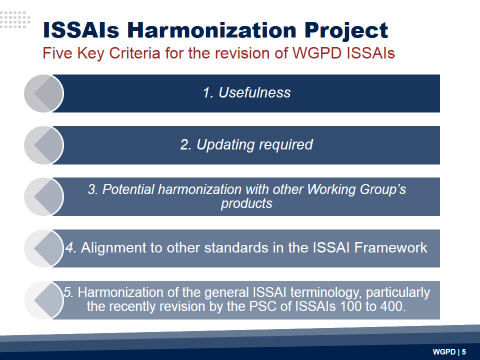 ISSAIs Harmonization Project
Five Key Criteria for the revision of WGPD ISSAIs
1. Usefulness
2. Updating required
3. Potential harmonization with other Working Group's
products
4. Alignment to other standards in the ISSAI Framework
5. Harmonization of the general ISSAI terminology, particularly
the recently revision by the PSC of ISSAIs 100 to 400.
WGPD | 5